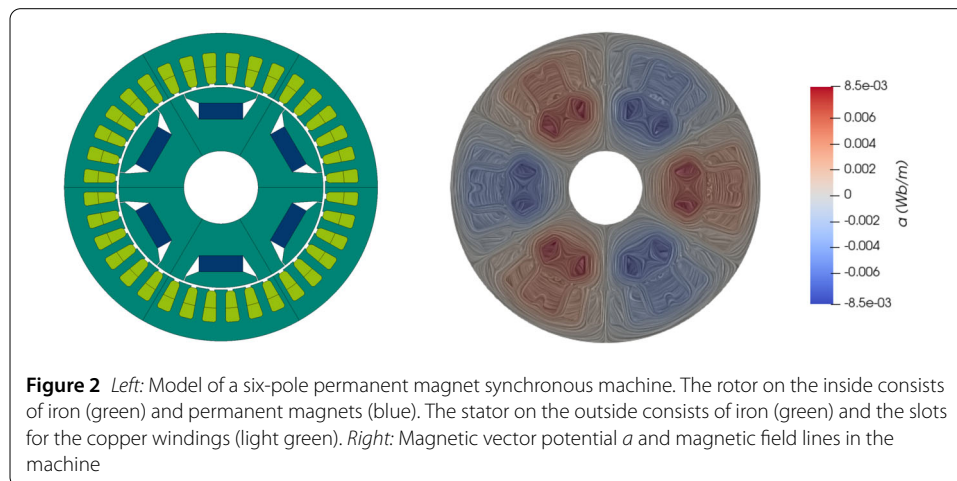 8.5e-03
0.006
0.004
0.002
0
-0.002
-0.004
-0.006
-8.5e-03
a (Wb/m)
Figure 2 Left: Model of a six-pole permanent magnet synchronous machine. The rotor on the inside consists
of iron (green) and permanent magnets (blue). The stator on the outside consists of iron (green) and the slots
for the copper windings (light green). Right: Magnetic vector potential a and magnetic field lines in the
machine